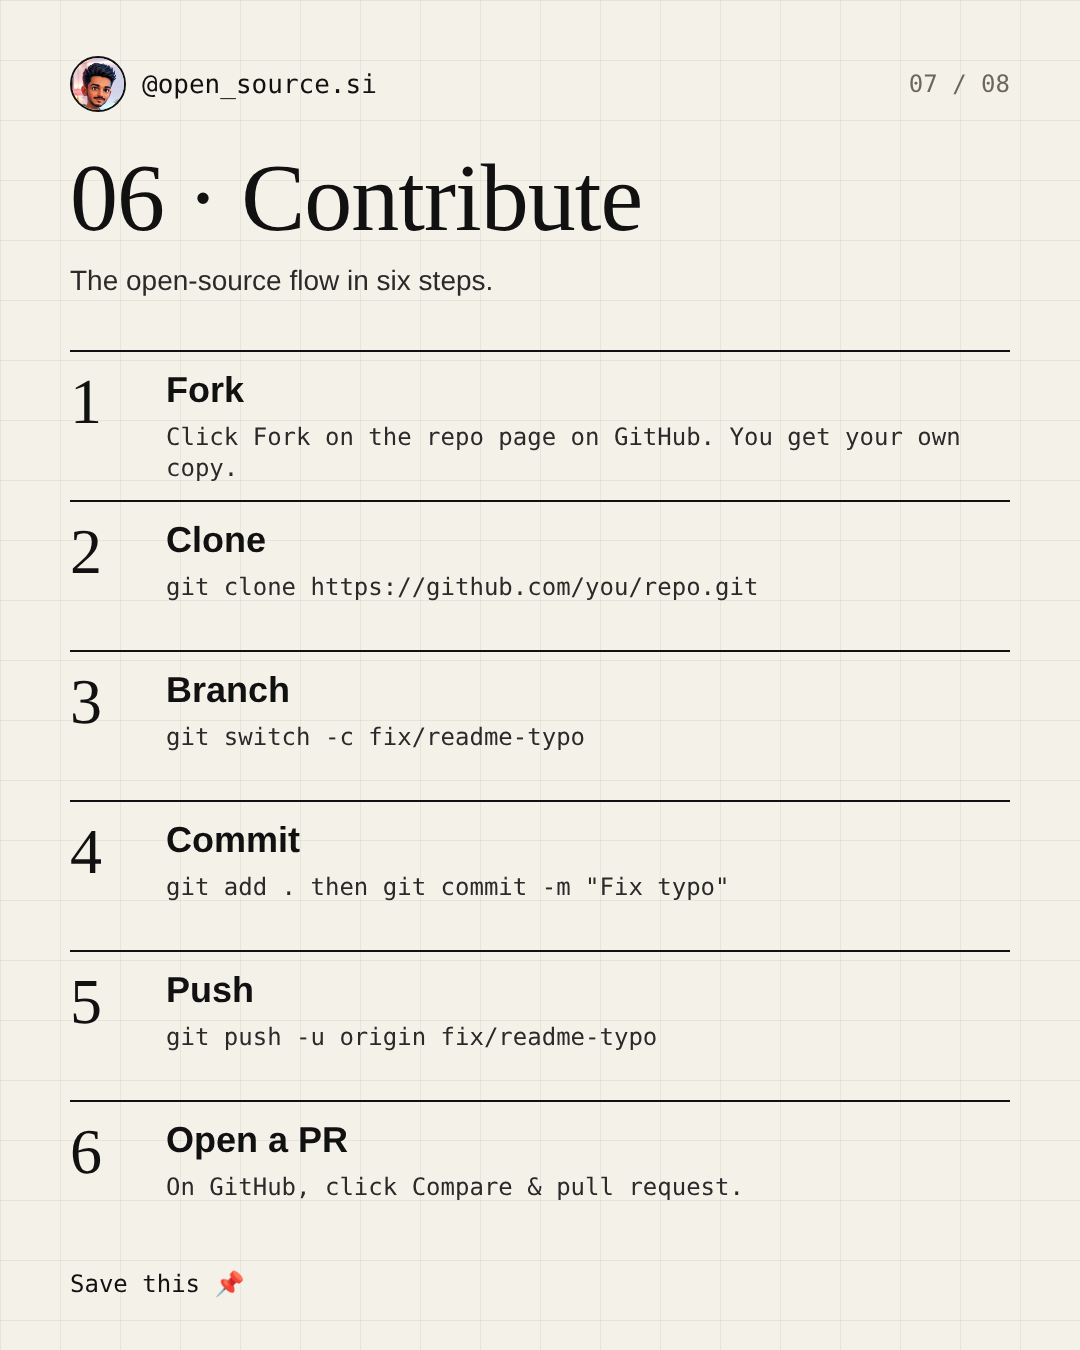 @open_source.si
07 / 08
06 · Contribute
The open-source flow in six steps.
1
Fork
Click Fork on the repo page on GitHub. You get your own
copy.
2
Clone
git clone https://github.com/you/repo.git
3
Branch
git switch -c fix/readme-typo
4
Commit
git add . then git commit -m "Fix typo"
5
Push
git push -u origin fix/readme-typo
6
Open a PR
On GitHub, click Compare & pull request.
Save this 📌